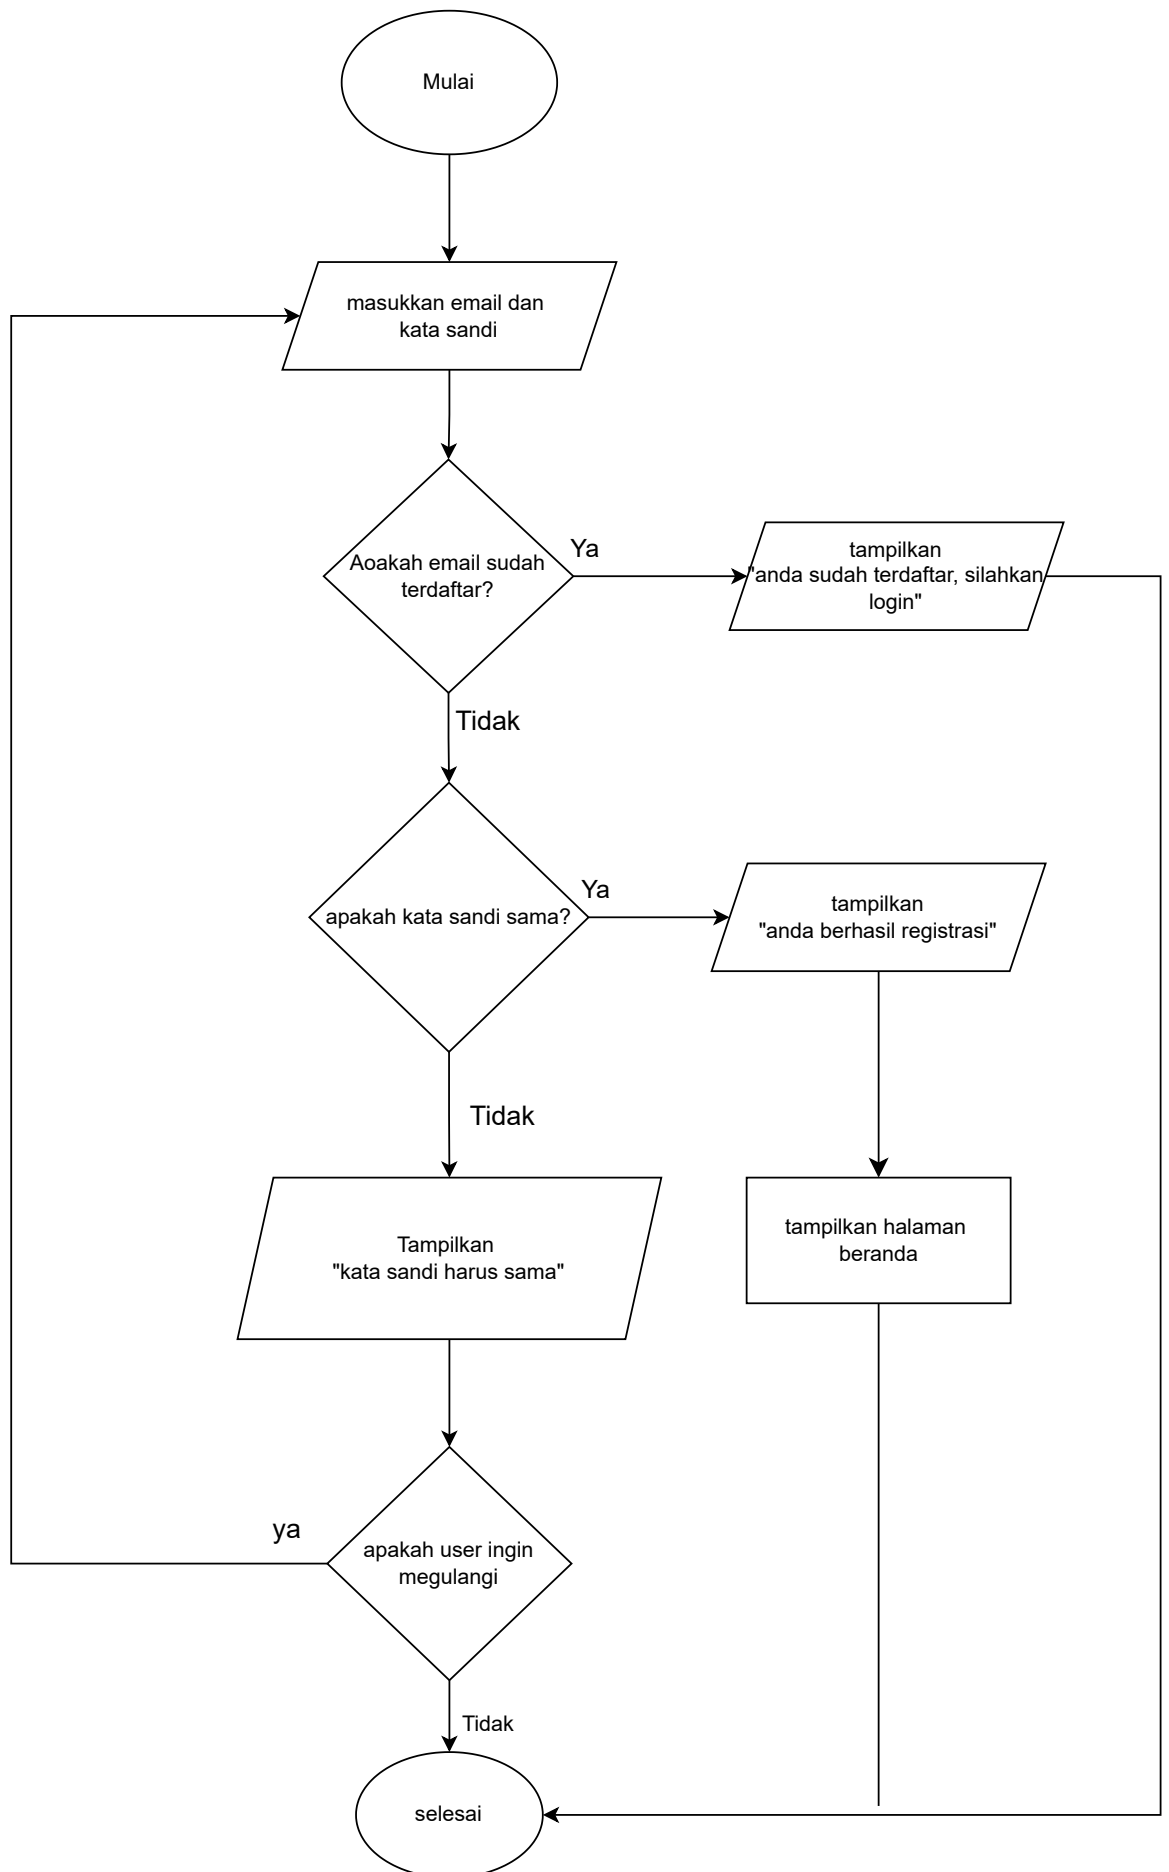 Mulai
masukkan email dan
kata sandi
Aoakah email sudah
terdaftar?
Ya
tampilkan
"anda sudah terdaftar, silahkan
login"
Tidak
apakah kata sandi sama?
Ya
tampilkan
"anda berhasil registrasi"
Tidak
Tampilkan
"kata sandi harus sama"
tampilkan halaman
beranda
ya
apakah user ingin
megulangi
Tidak
selesai